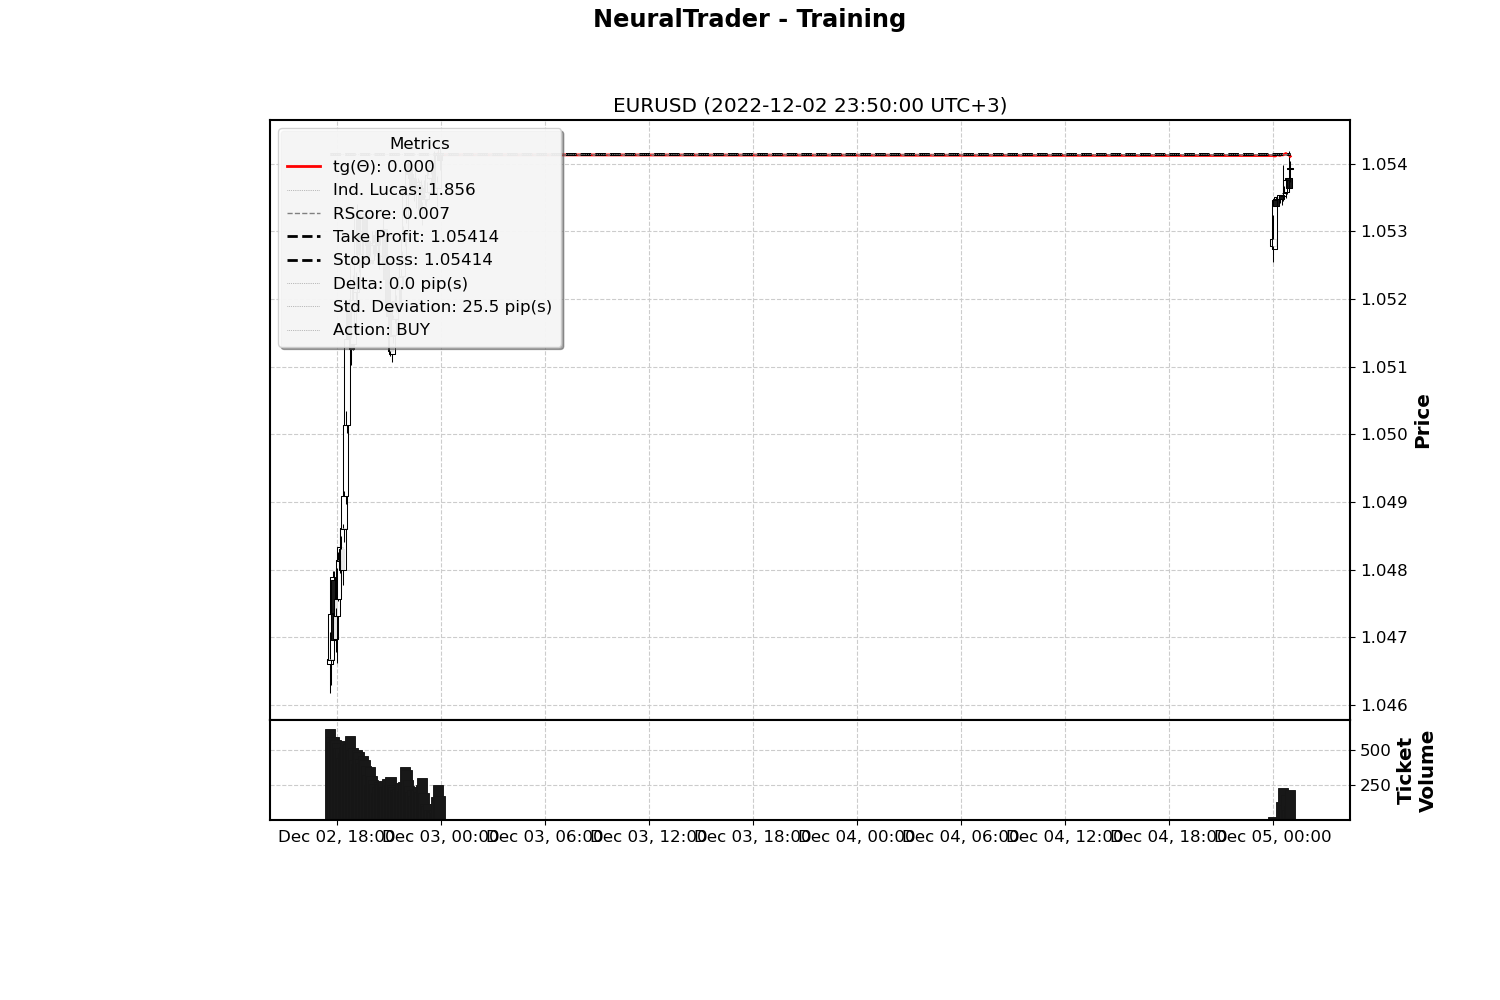 NeuralTrader - Training
EURUSD (2022-12-02 23:50:00 UTC+3)
Metrics
tg(Θ): 0.000
Ind. Lucas: 1.856
RScore: 0.007
Take Profit: 1.05414
Stop Loss: 1.05414
Delta: 0.0 pip(s)
Std. Deviation: 25.5 pip(s)
Action: BUY
1.054
1.053
1.052
1.051
1.050
1.049
1.048
1.047
1.046
Price
500
250
Ticket
Volume
Dec 02, 18:00 Dec 03, 00:00 Dec 03, 06:00 Dec 03, 12:00 Dec 03, 18:00 Dec 04, 00:00 Dec 04, 06:00 Dec 04, 12:00 Dec 04, 18:00 Dec 05, 00:00